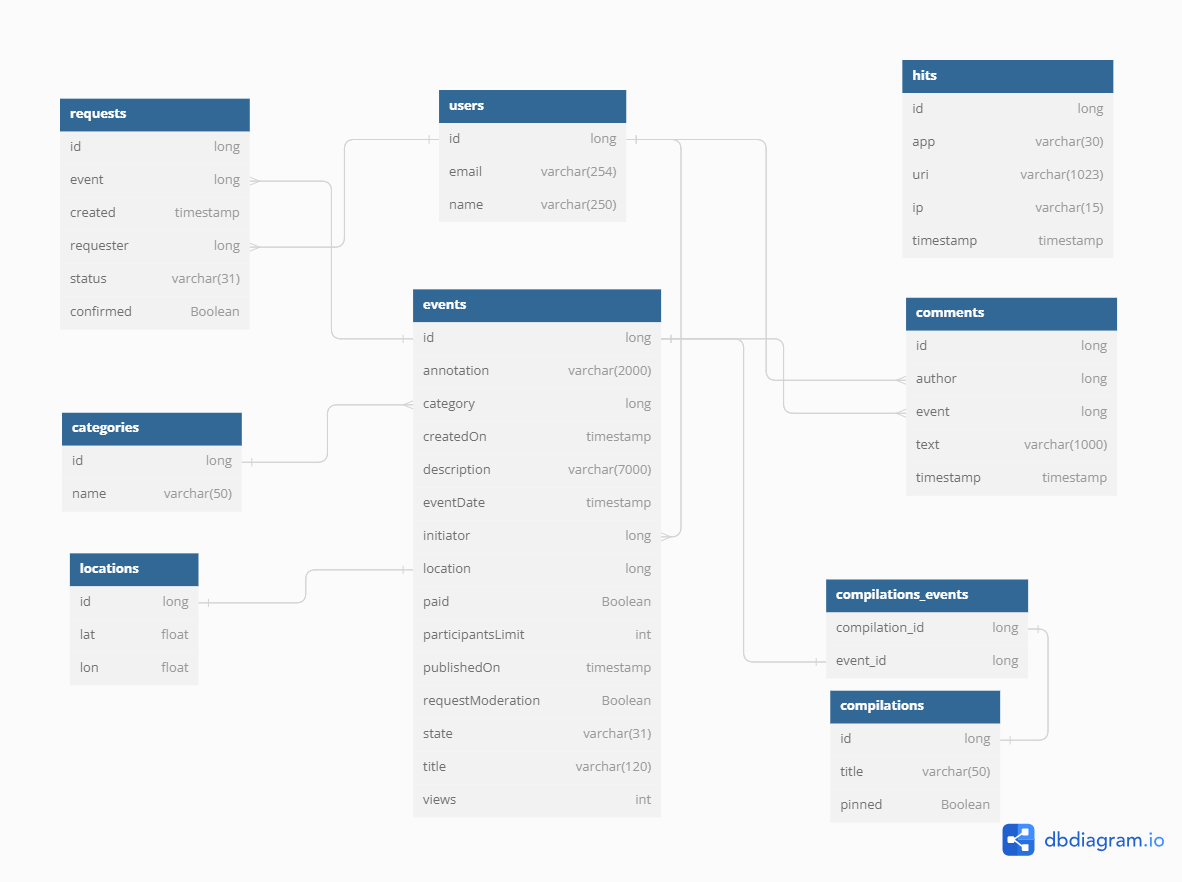 requests
id long
event long
created timestamp
requester long
status varchar(31)
confirmed Boolean
users
id long
email varchar(254)
name varchar(250)
hits
id long
app varchar(30)
uri varchar(1023)
ip varchar(15)
timestamp timestamp
events
id long
annotation varchar(2000)
category long
createdOn timestamp
description varchar(7000)
eventDate timestamp
initiator long
location long
paid Boolean
participantsLimit int
publishedOn timestamp
requestModeration Boolean
state varchar(31)
title varchar(120)
views int
comments
id long
author long
event long
text varchar(1000)
timestamp timestamp
categories
id long
name varchar(50)
locations
id long
lat float
lon float
compilations_events
compilation_id long
event_id long
compilations
id long
title varchar(50)
pinned Boolean
dbdiagram.io